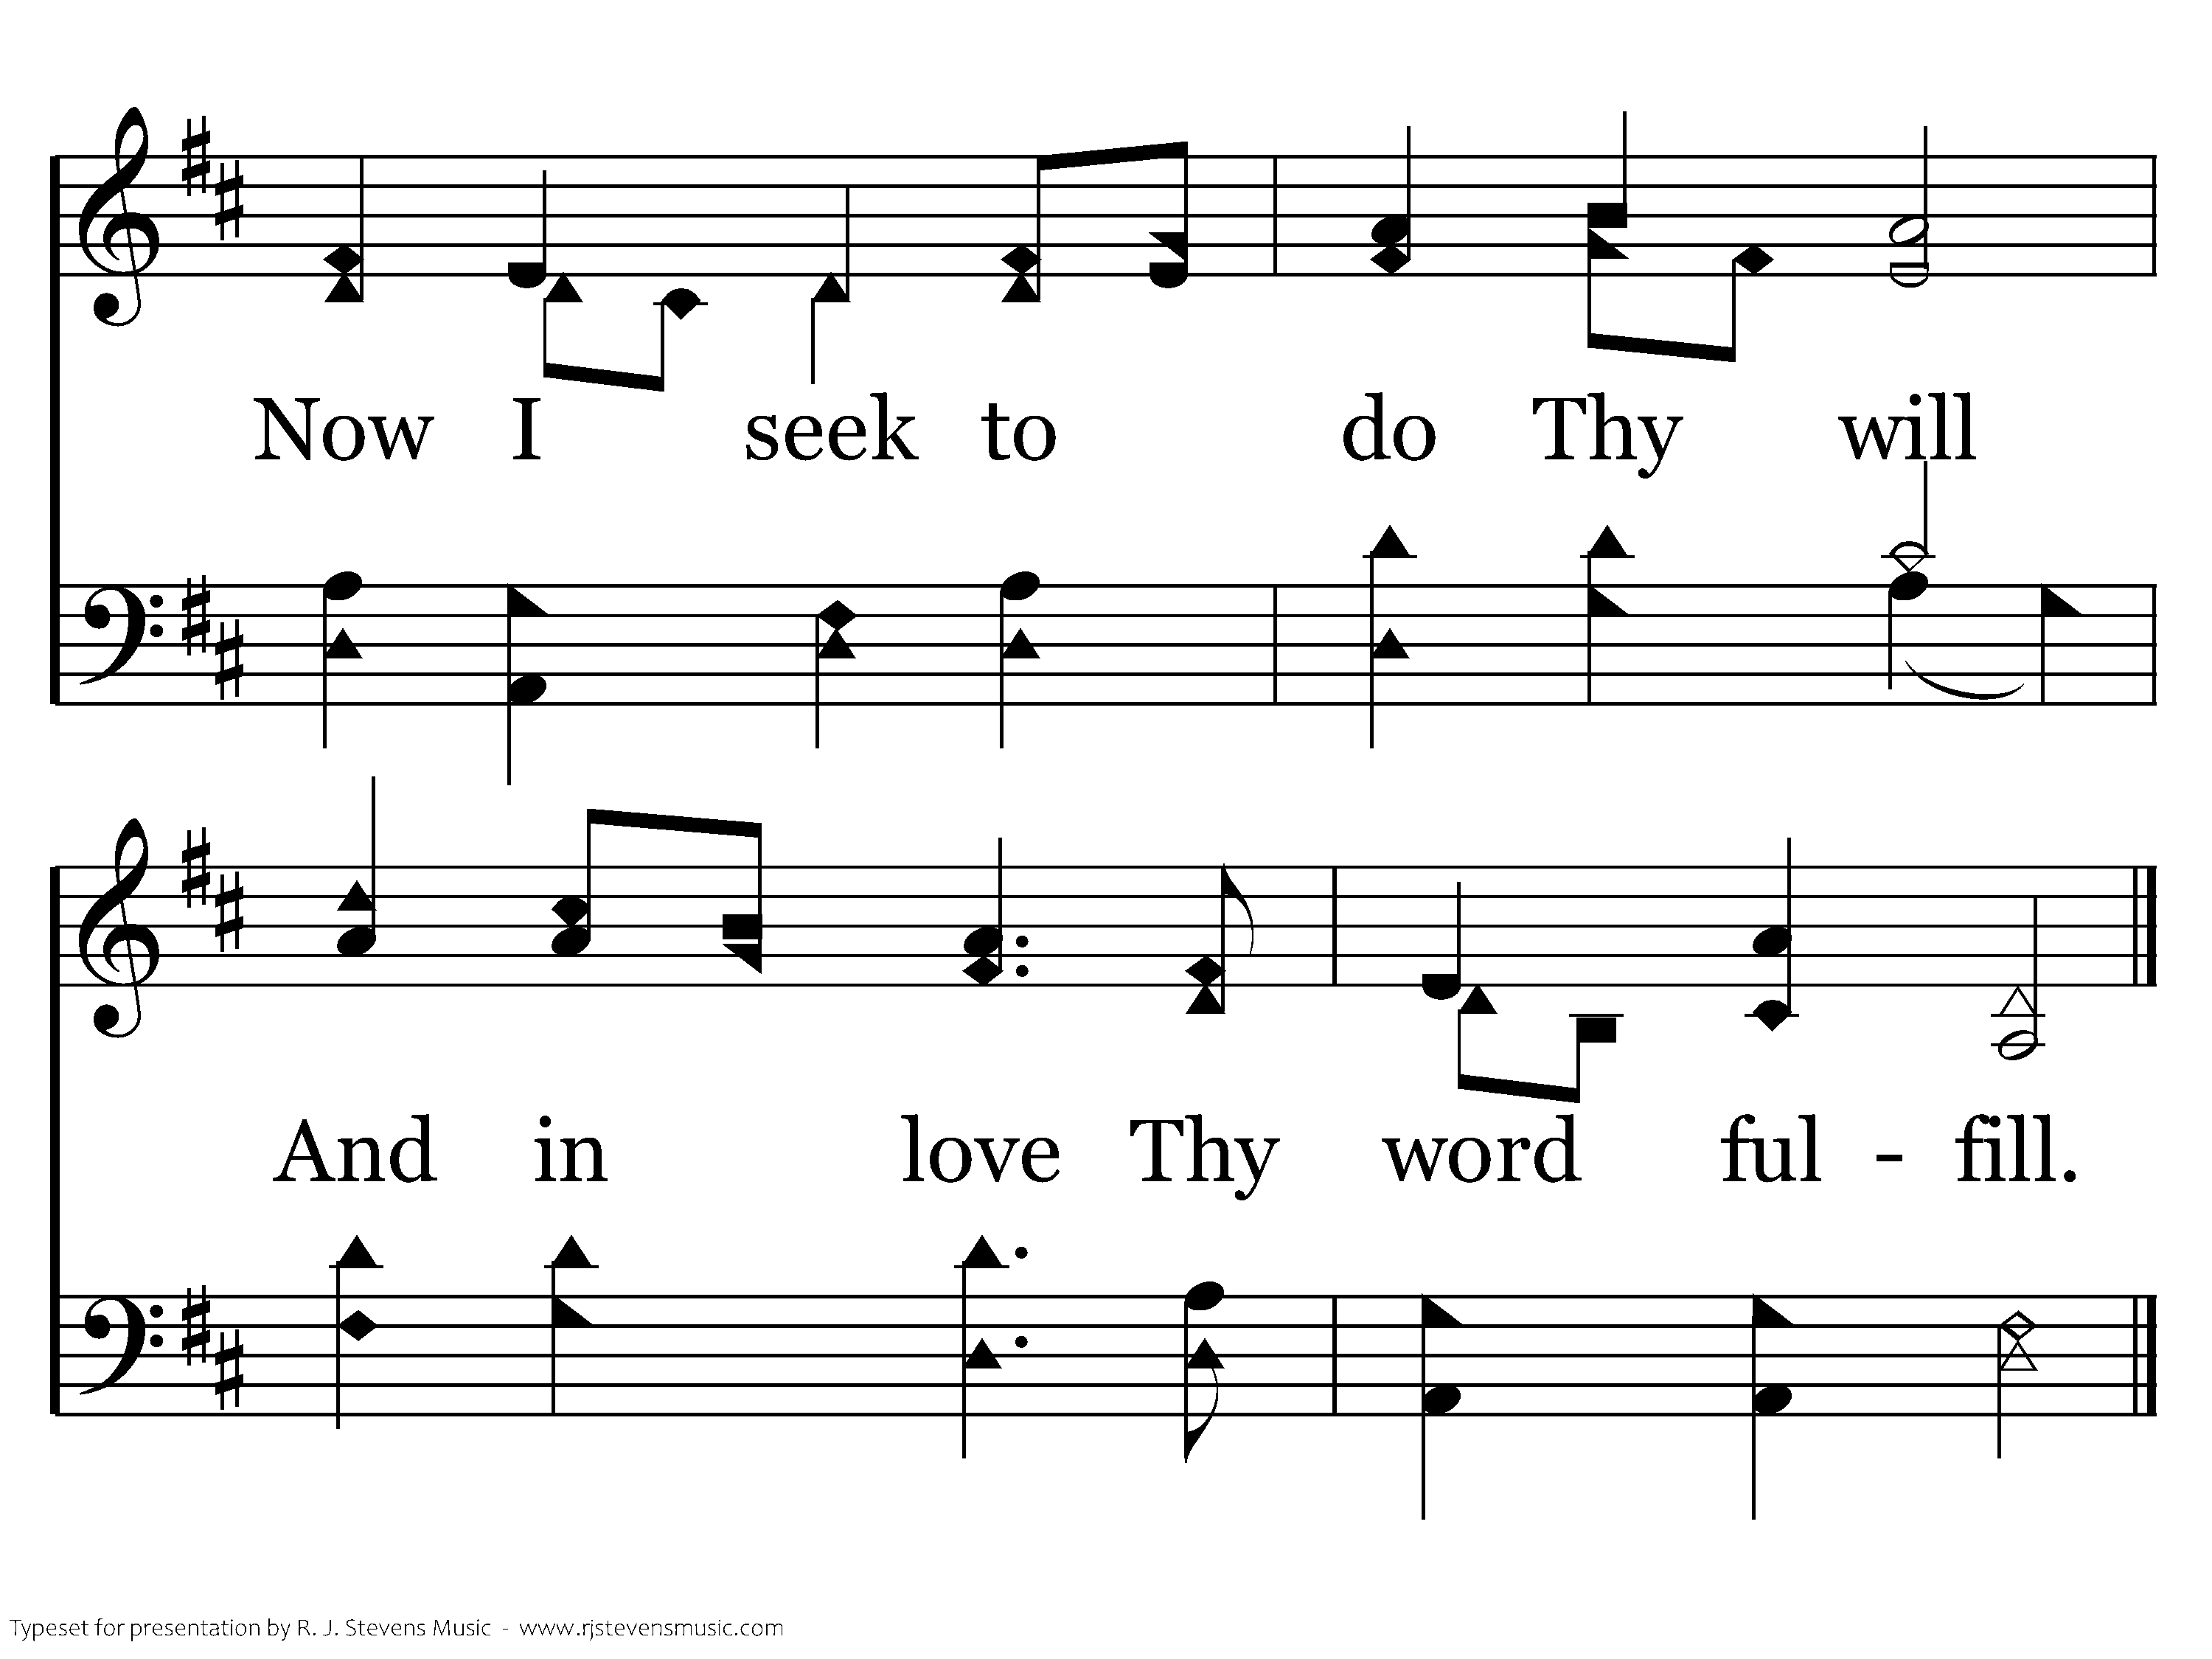 Now I seek to do Thy will
And in love Thy word ful - fill.
Typeset for presentation by R. J. Stevens Music - www.rjstevensmusic.com